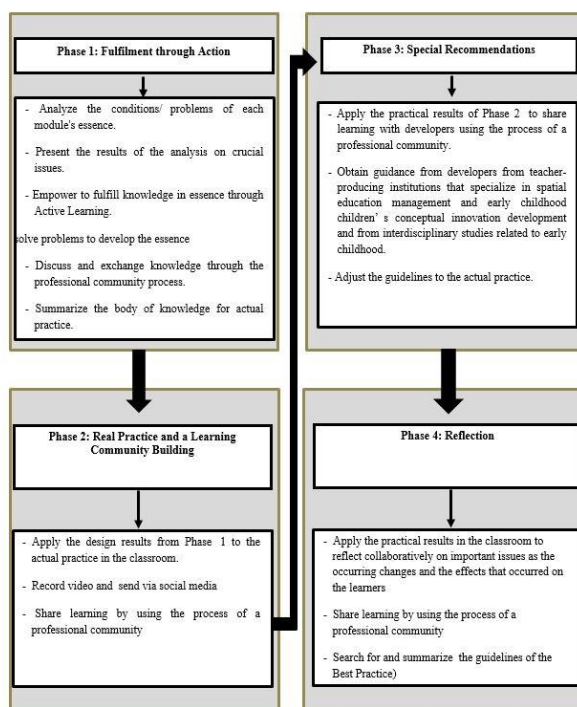 Phase 1: Fulfilment through Action
- Analyze the conditions/ problems of each
module's essence.
- Present the results of the analysis on crucial
issues.
- Empower to fulfill knowledge in essence through
Active Learning.
solve problems to develop the essence
- Discuss and exchange knowledge through the
professional community process.
- Summarize the body of knowledge for actual
practice.
Phase 2: Real Practice and a Learning
Community Building
- Apply the design results from Phase 1 to the
actual practice in the classroom.
- Record video and send via social media
- Share learning by using the process of a
professional community
Phase 3: Special Recommendations
- Apply the practical results of Phase 2 to share
learning with developers using the process of a
professional community.
- Obtain guidance from developers from teacher-
producing institutions that specialize in spatial
education management and early childhood
children' s conceptual innovation development
and from interdisciplinary studies related to early
childhood.
- Adjust the guidelines to the actual practice.
Phase 4: Reflection
- Apply the practical results in the classroom to
reflect collaboratively on important issues as the
occurring changes and the effects that occurred on
the learners
- Share learning by using the process of a
professional community
- Search for and summarize the guidelines of the
Best Practice)